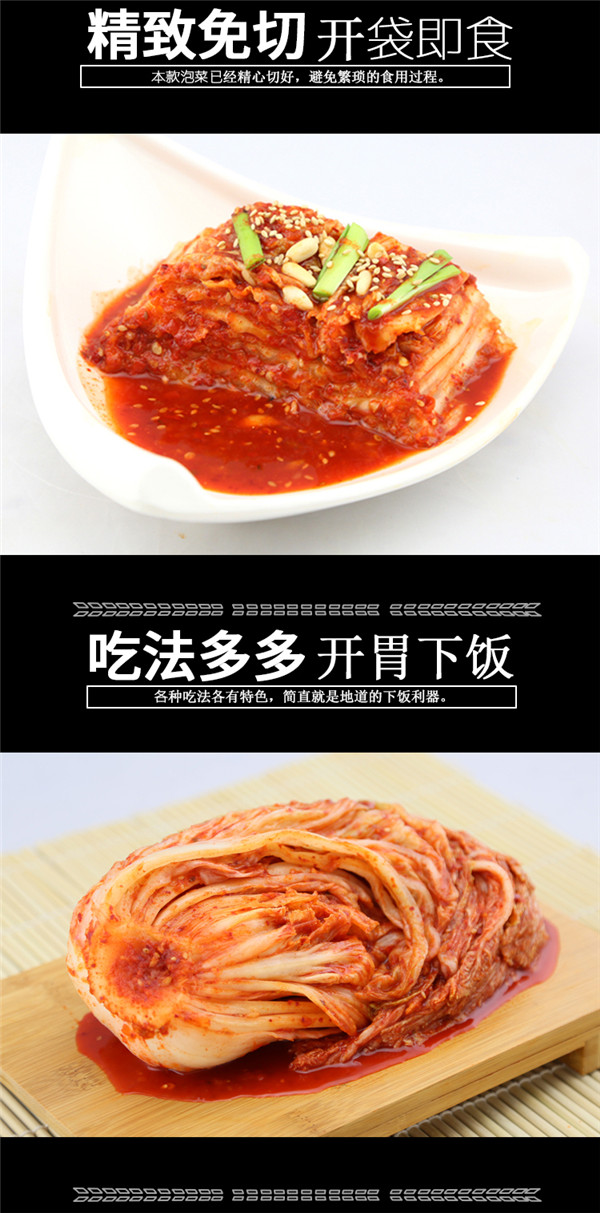 精致免切 开袋即食
本款泡菜已经精心切好，避免繁琐的食用过程。
吃法多多 开胃下饭
各种吃法各有特色，简直就是地道的下饭利器。